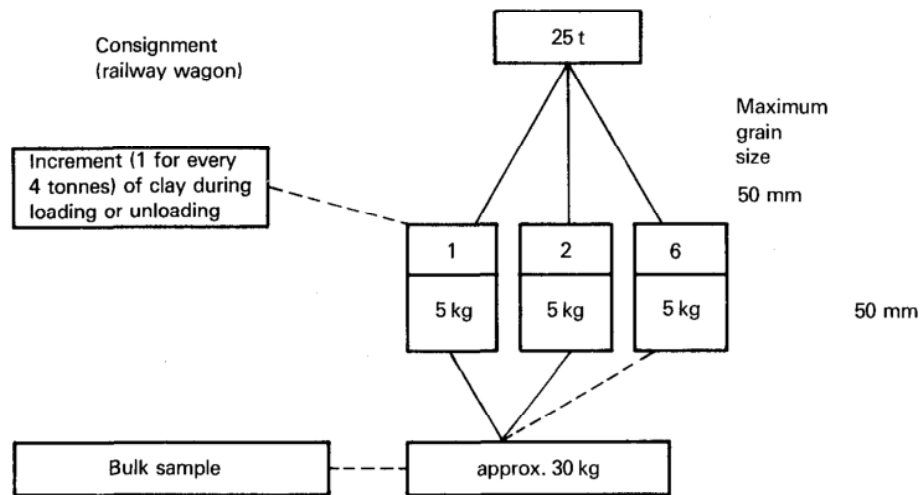 Consignment
(railway wagon)
25 t
Maximum
grain
size
50 mm
Increment (1 for every
4 tonnes) of clay during
loading or unloading
1
2
6
5 kg
5 kg
5 kg
50 mm
Bulk sample
approx. 30 kg